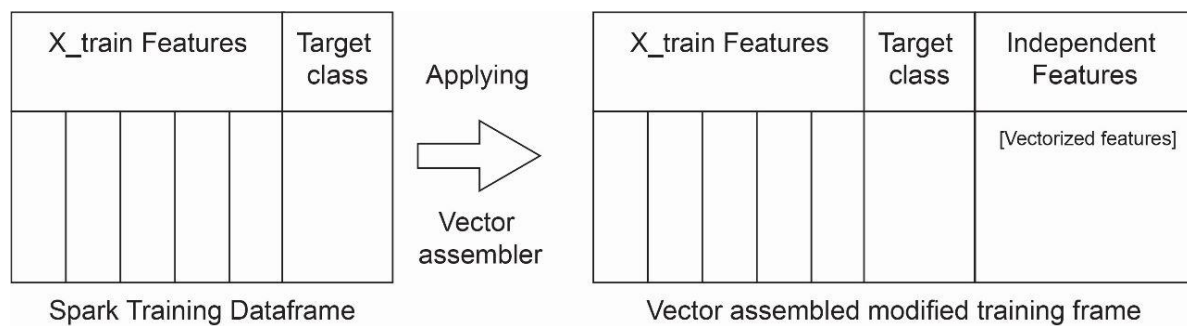 X_train Features
Target
class
Applying
Vector
assembler
Spark Training Dataframe
X_train Features
Target
class
Independent
Features
[Vectorized features]
Vector assembled modified training frame